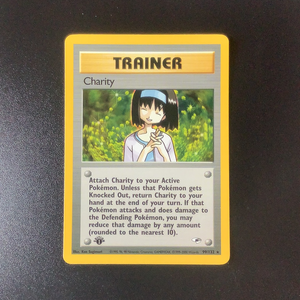 TRAINER
Charity
Attach Charity to your Active
Pokémon. Unless that Pokémon gets
Knocked Out, return Charity to your
hand at the end of your turn. If that
Pokémon attacks and does damage to
the Defending Pokémon, you may
reduce that damage by any amount
(rounded to the nearest 10).